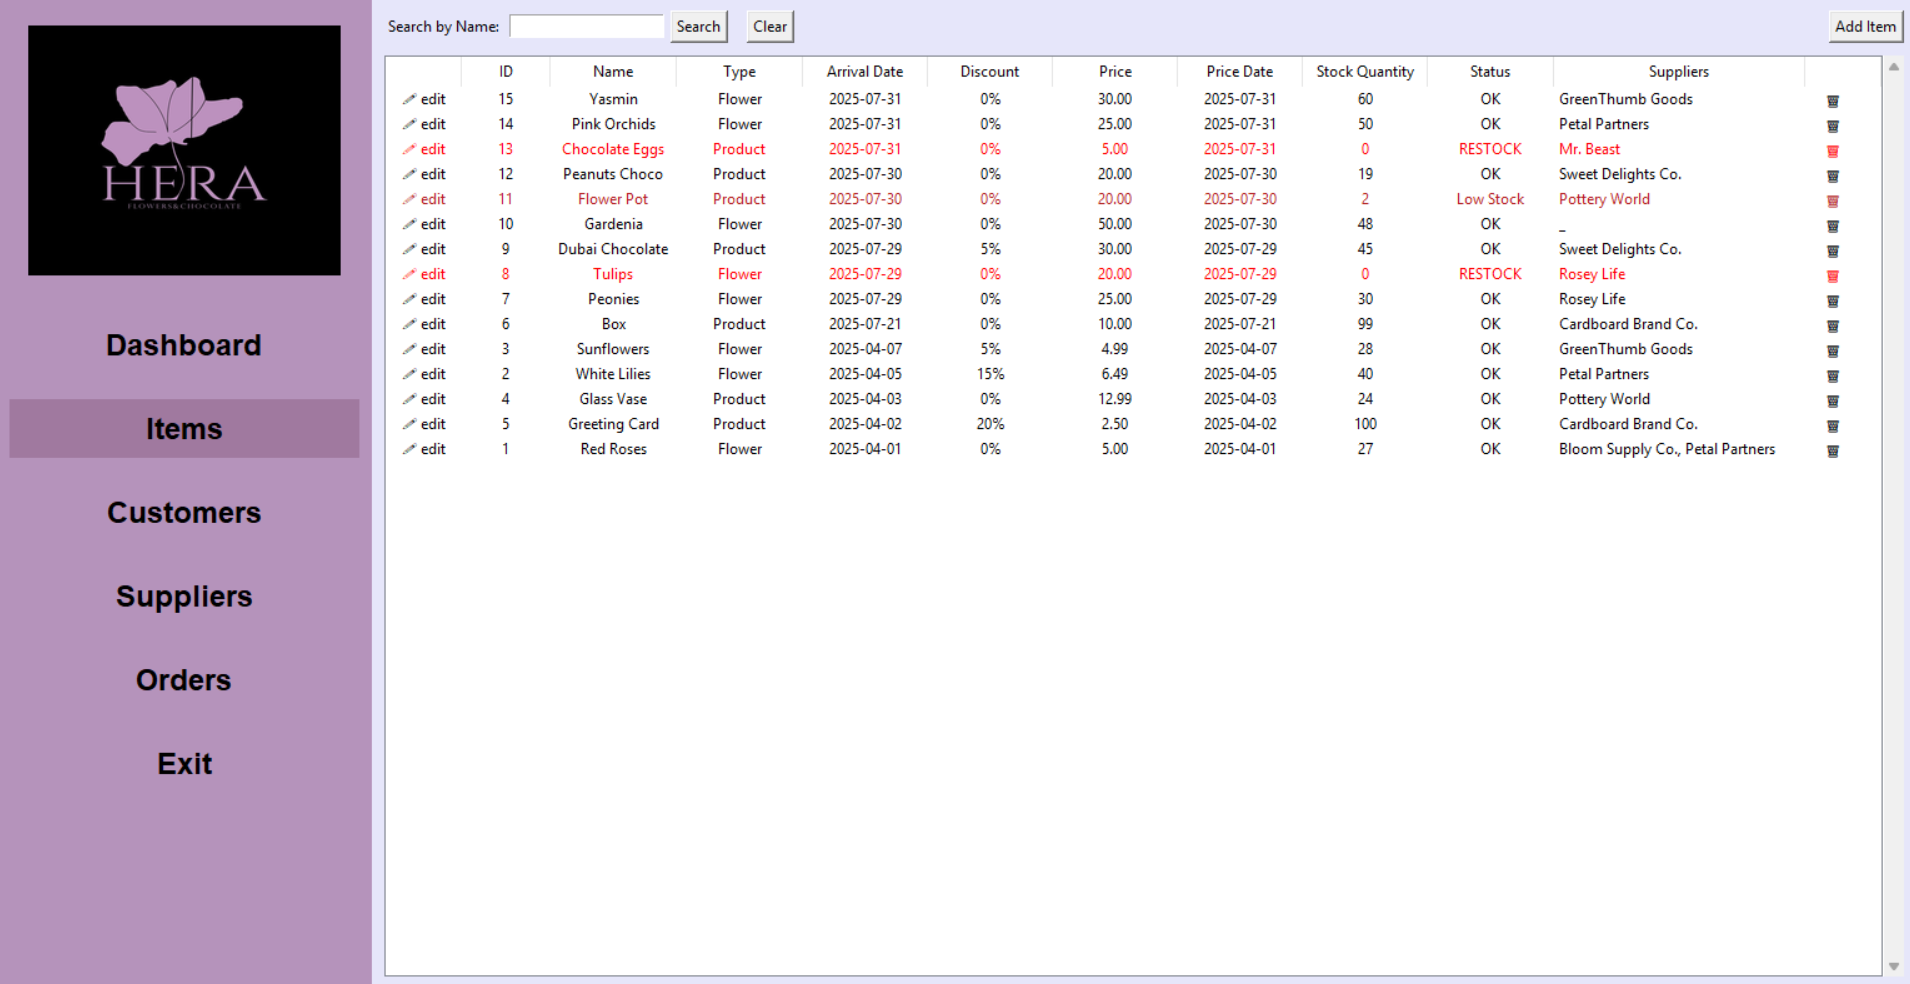 HERA
FLOWERS&CHOCOLATE
Dashboard
Items
Customers
Suppliers
Orders
Exit
Search by Name: Search Clear Add Item
ID Name Type Arrival Date Discount Price Price Date Stock Quantity Status Suppliers
edit 15 Yasmin Flower 2025-07-31 0% 30.00 2025-07-31 60 OK GreenThumb Goods
edit 14 Pink Orchids Flower 2025-07-31 0% 25.00 2025-07-31 50 OK Petal Partners
edit 13 Chocolate Eggs Product 2025-07-31 0% 5.00 2025-07-31 0 RESTOCK Mr. Beast
edit 12 Peanuts Choco Product 2025-07-30 0% 20.00 2025-07-30 19 OK Sweet Delights Co.
edit 11 Flower Pot Product 2025-07-30 0% 20.00 2025-07-30 2 Low Stock Pottery World
edit 10 Gardenia Flower 2025-07-30 0% 50.00 2025-07-30 48 OK _
edit 9 Dubai Chocolate Product 2025-07-29 5% 30.00 2025-07-29 45 OK Sweet Delights Co.
edit 8 Tulips Flower 2025-07-29 0% 20.00 2025-07-29 0 RESTOCK Rosey Life
edit 7 Peonies Flower 2025-07-29 0% 25.00 2025-07-29 30 OK Rosey Life
edit 6 Box Product 2025-07-21 0% 10.00 2025-07-21 99 OK Cardboard Brand Co.
edit 3 Sunflowers Flower 2025-04-07 5% 4.99 2025-04-07 28 OK GreenThumb Goods
edit 2 White Lilies Flower 2025-04-05 15% 6.49 2025-04-05 40 OK Petal Partners
edit 4 Glass Vase Product 2025-04-03 0% 12.99 2025-04-03 24 OK Pottery World
edit 5 Greeting Card Product 2025-04-02 20% 2.50 2025-04-02 100 OK Cardboard Brand Co.
edit 1 Red Roses Flower 2025-04-01 0% 5.00 2025-04-01 27 OK Bloom Supply Co., Petal Partners